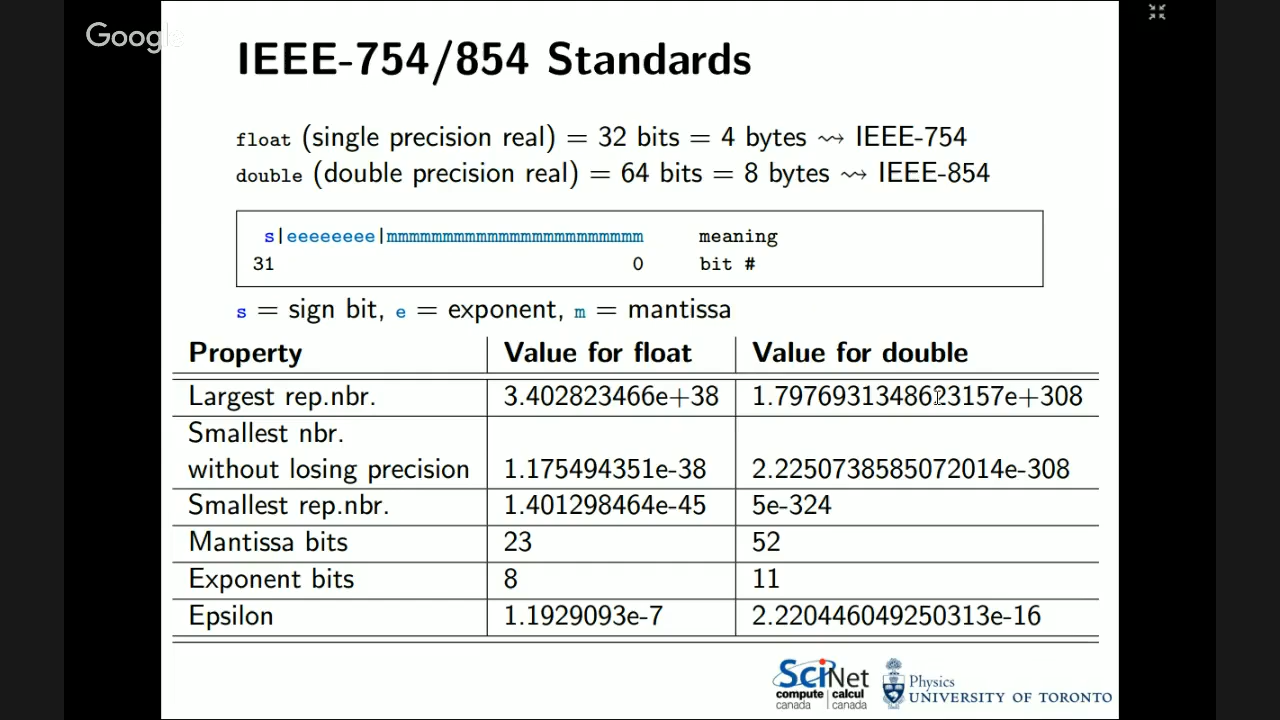 Google
IEEE-754/854 Standards
float (single precision real) = 32 bits = 4 bytes ⇝ IEEE-754
double (double precision real) = 64 bits = 8 bytes ⇝ IEEE-854
s|eeeeeeee|mmmmmmmmmmmmmmmmmmmmmmm meaning
31 0 bit #
s = sign bit, e = exponent, m = mantissa
Property Value for float Value for double
Largest rep.nbr. 3.402823466e+38 1.7976931348623157e+308
Smallest nbr.
without losing precision 1.175494351e-38 2.2250738585072014e-308
Smallest rep.nbr. 1.401298464e-45 5e-324
Mantissa bits 23 52
Exponent bits 8 11
Epsilon 1.1929093e-7 2.220446049250313e-16
SciNet
compute calcul
canada canada
Physics
UNIVERSITY OF TORONTO